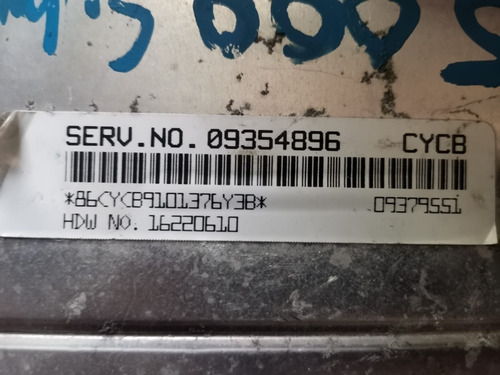 SERV.NO. 09354896 CYCB
*86CYCB9101376Y3B* 09379551
HDW NO. 16220610